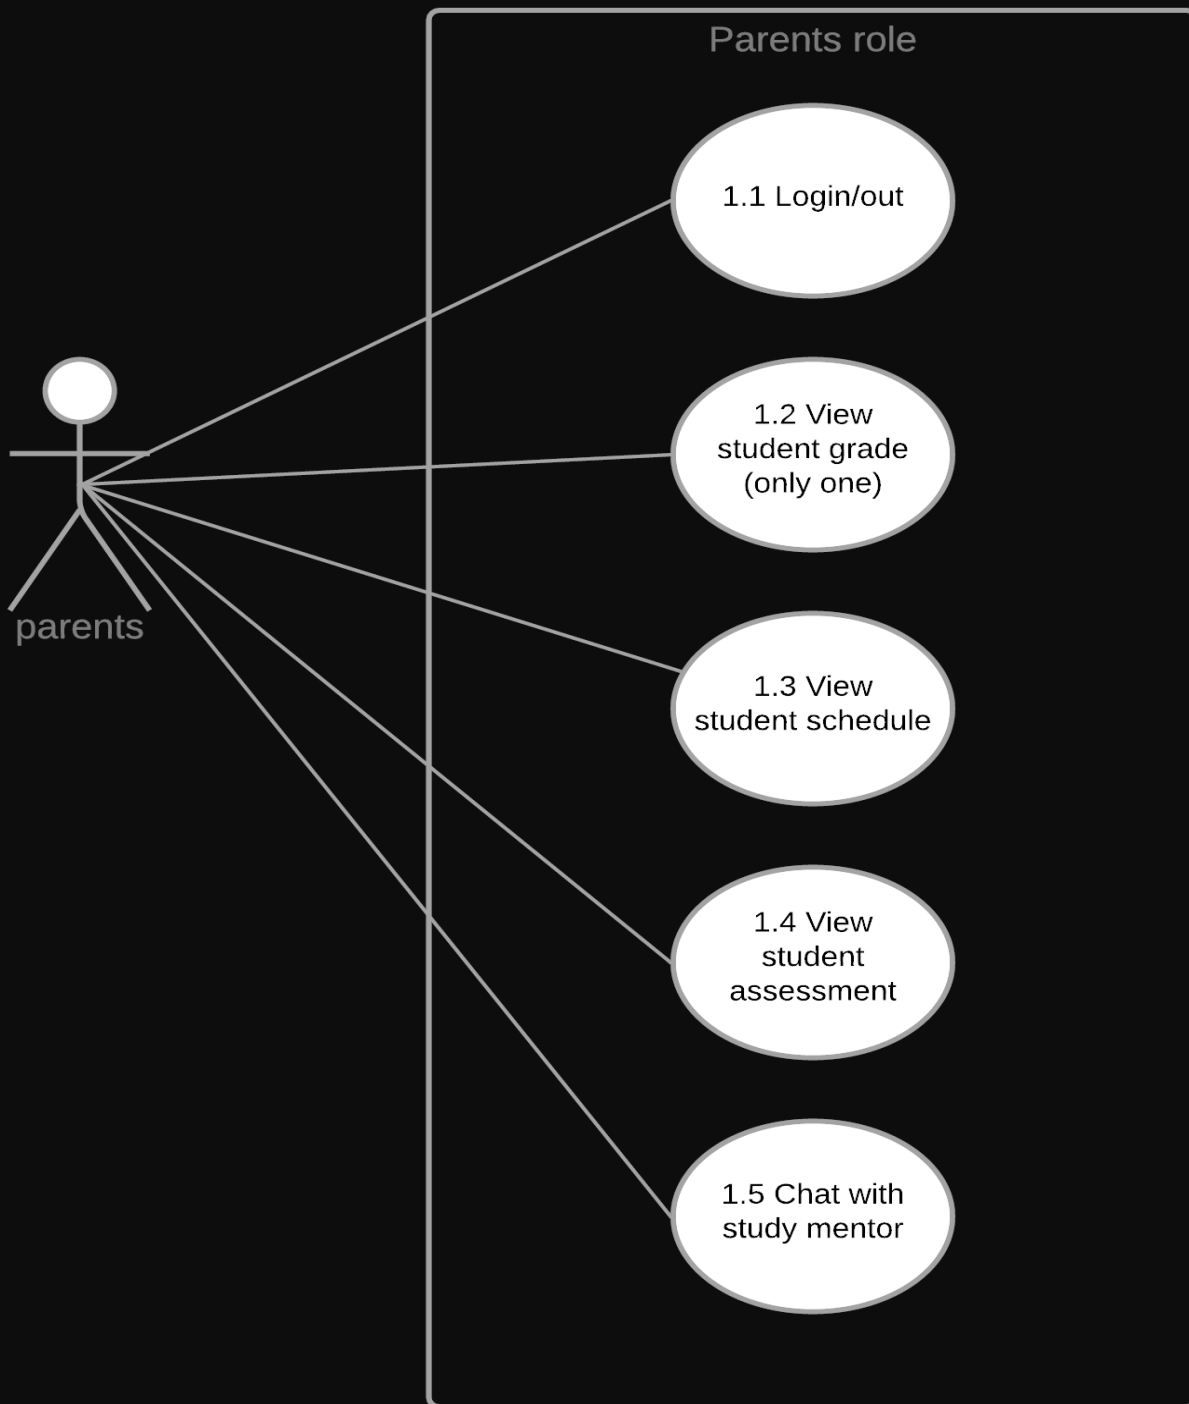 Parents role
1.1 Login/out
1.2 View
student grade
(only one)
parents
1.3 View
student schedule
1.4 View
student
assessment
1.5 Chat with
study mentor